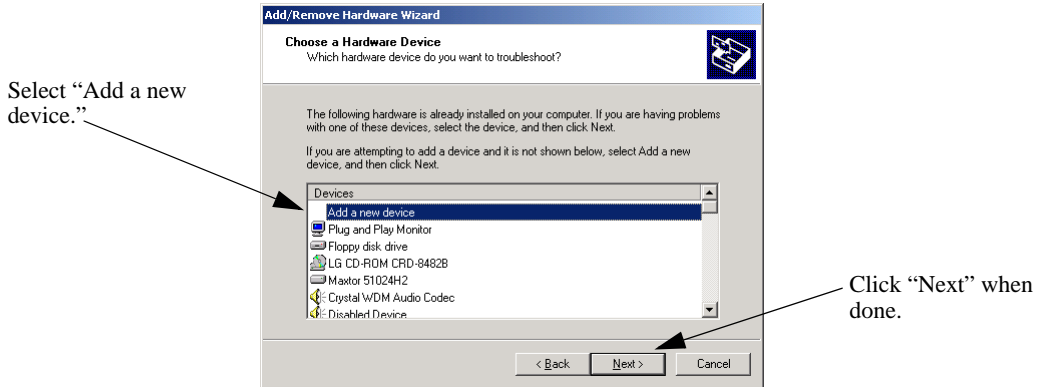 Add/Remove Hardware Wizard
Choose a Hardware Device
Which hardware device do you want to troubleshoot?
Select “Add a new
device.”
The following hardware is already installed on your computer. If you are having problems
with one of these devices, select the device, and then click Next.
If you are attempting to add a device and it is not shown below, select Add a new
device, and then click Next.
Devices
Add a new device
Plug and Play Monitor
Floppy disk drive
LG CD-ROM CRD-8482B
Maxtor 51024H2
Crystal WDM Audio Codec
Disabled Device
Click “Next” when
done.
< Back
Next >
Cancel